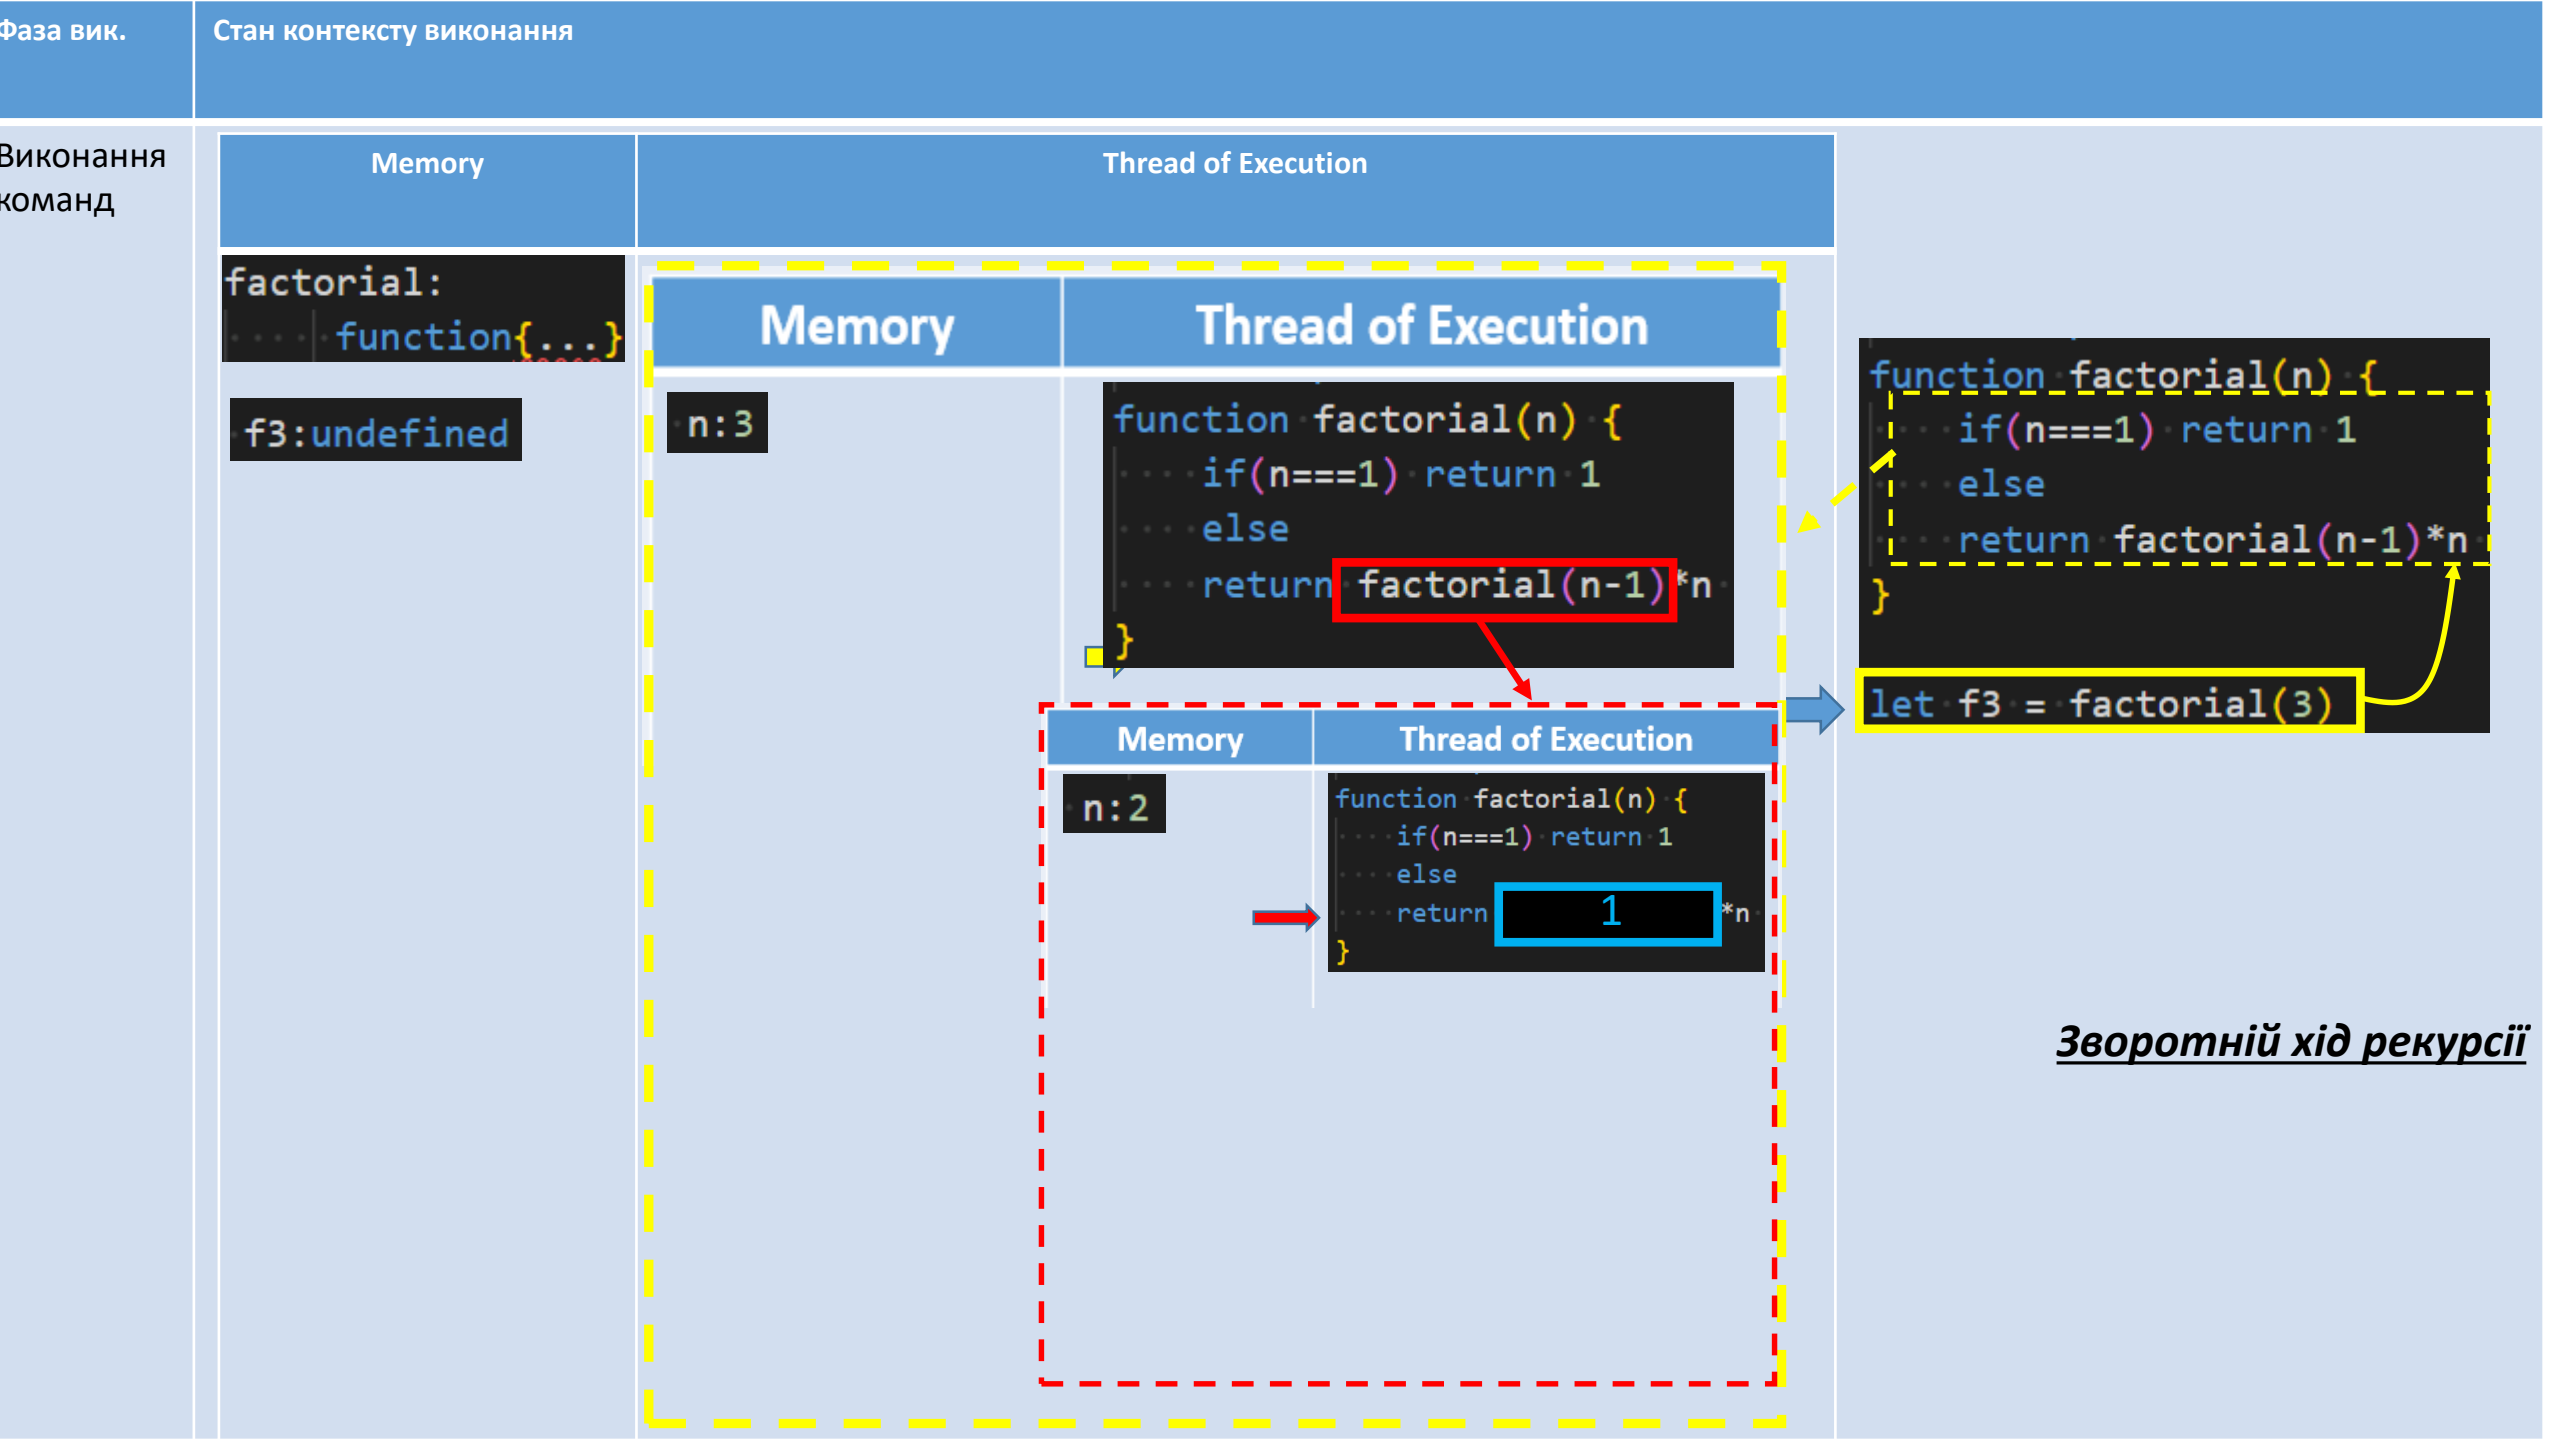 Фаза вик.
Стан контексту виконання
Виконання
команд
Memory
Thread of Execution
factorial:
function{...}
f3:undefined
Memory
Thread of Execution
n:3
function factorial(n) {
if(n===1) return 1
else
return factorial(n-1)*n
}
Memory
Thread of Execution
n:2
function factorial(n) {
if(n===1) return 1
else
return 1 *n
}
function factorial(n) {
if(n===1) return 1
else
return factorial(n-1)*n
}
let f3 = factorial(3)
Зворотній хід рекурсії